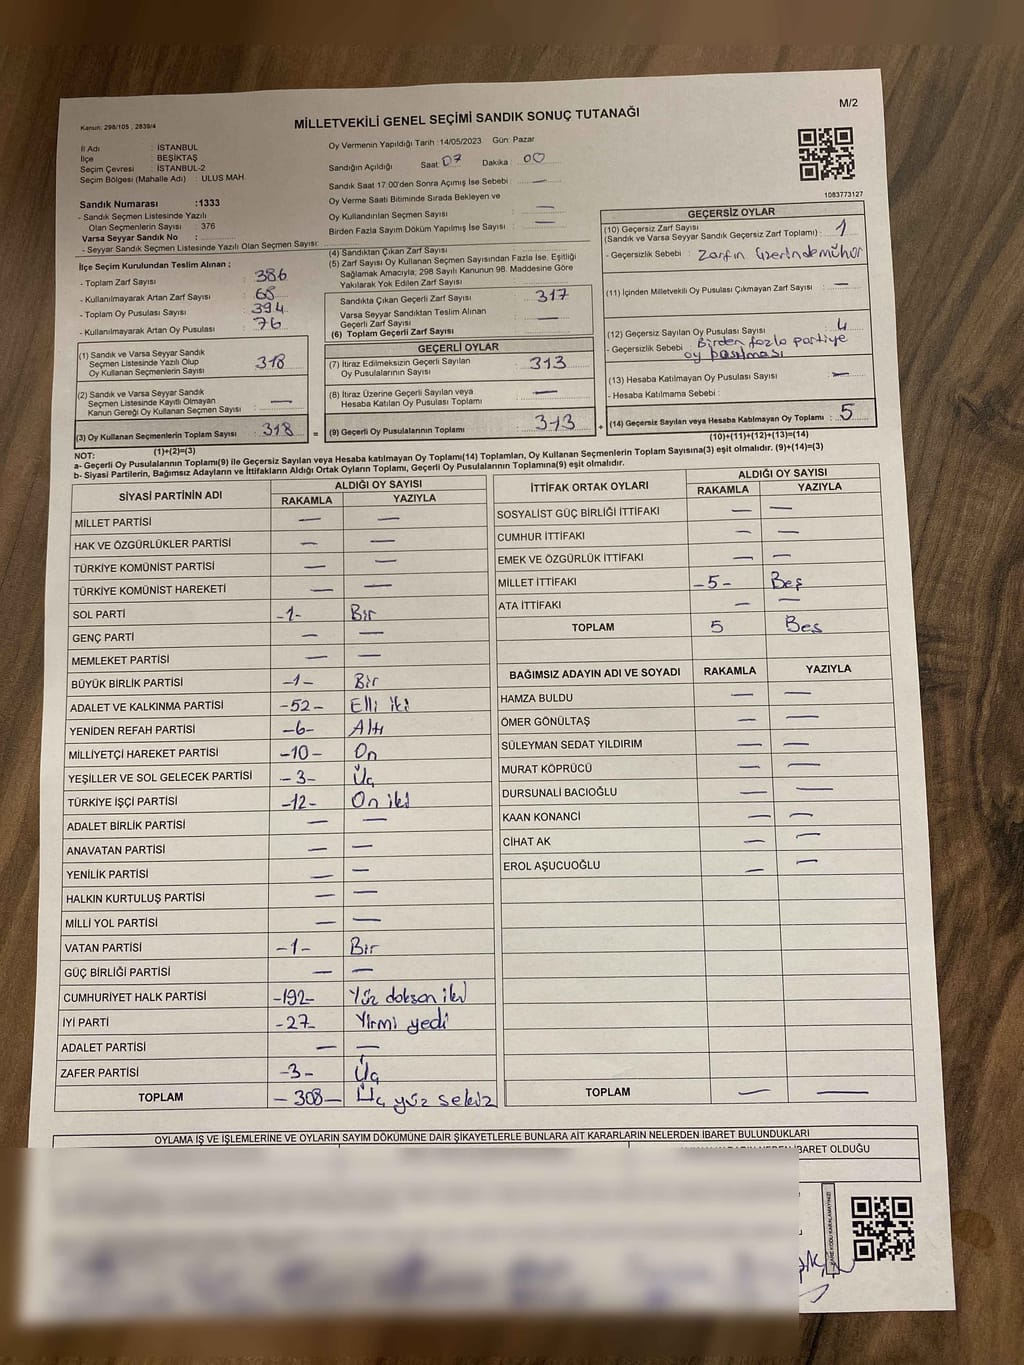 Kanun: 298/105 , 2839/4
MİLLETVEKİLİ GENEL SEÇİMİ SANDIK SONUÇ TUTANAĞI
M/2
İl Adı : İSTANBUL
İlçe : BEŞİKTAŞ
Seçim Çevresi : İSTANBUL-2
Seçim Bölgesi (Mahalle Adı) : ULUS MAH.
Sandık Numarası :1333
- Sandık Seçmen Listesinde Yazılı
Olan Seçmenlerin Sayısı : 376
Varsa Seyyar Sandık No :
- Seyyar Sandık Seçmen Listesinde Yazılı Olan Seçmen Sayısı:
Oy Vermenin Yapıldığı Tarih :14/05/2023 Gün: Pazar
Sandığın Açıldığı Saat: 07 Dakika : 00
Sandık Saat 17:00'den Sonra Açımış İse Sebebi : —
Oy Verme Saati Bitiminde Sırada Bekleyen ve
Oy Kullandırılan Seçmen Sayısı : —
Birden Fazla Sayım Döküm Yapılmış İse Sayısı : —
1083773127
İlçe Seçim Kurulundan Teslim Alınan ;
- Toplam Zarf Sayısı : 386
- Kullanılmayarak Artan Zarf Sayısı : 68
- Toplam Oy Pusulası Sayısı : 394
- Kullanılmayarak Artan Oy Pusulası : 76
(1) Sandık ve Varsa Seyyar Sandık
Seçmen Listesinde Yazılı Olup
Oy Kullanan Seçmenlerin Sayısı : 318
(2) Sandık ve Varsa Seyyar Sandık
Seçmen Listesinde Kayıtlı Olmayan
Kanun Gereği Oy Kullanan Seçmen Sayısı : —
(3) Oy Kullanan Seçmenlerin Toplam Sayısı : 318 =
(1)+(2)=(3)
(4) Sandıktan Çıkan Zarf Sayısı
(5) Zarf Sayısı Oy Kullanan Seçmen Sayısından Fazla İse, Eşitliği
Sağlamak Amacıyla; 298 Sayılı Kanunun 98. Maddesine Göre
Yakılarak Yok Edilen Zarf Sayısı :
Sandıkta Çıkan Geçerli Zarf Sayısı : 317
Varsa Seyyar Sandıktan Teslim Alınan
Geçerli Zarf Sayısı : —
(6) Toplam Geçerli Zarf Sayısı
GEÇERLİ OYLAR
(7) İtiraz Edilmeksizin Geçerli Sayılan
Oy Pusulalarının Sayısı : 313
(8) İtiraz Üzerine Geçerli Sayılan veya
Hesaba Katılan Oy Pusulası Toplamı : —
(9) Geçerli Oy Pusulalarının Toplamı : 313 +
GEÇERSİZ OYLAR
(10) Geçersiz Zarf Sayısı
(Sandık ve Varsa Seyyar Sandık Geçersiz Zarf Toplamı) : 1
- Geçersizlik Sebebi : Zarfın üzerinde mühür
(11) İçinden Milletvekili Oy Pusulası Çıkmayan Zarf Sayısı : —
(12) Geçersiz Sayılan Oy Pusulası Sayısı : 4
- Geçersizlik Sebebi : Birden fazla partiye
oy basılması
(13) Hesaba Katılmayan Oy Pusulası Sayısı : —
- Hesaba Katılmama Sebebi :
(14) Geçersiz Sayılan veya Hesaba Katılmayan Oy Toplamı : 5
(10)+(11)+(12)+(13)=(14)
NOT:
a- Geçerli Oy Pusulalarının Toplamı(9) ile Geçersiz Sayılan veya Hesaba katılmayan Oy Toplamı(14) Toplamları, Oy Kullanan Seçmenlerin Toplam Sayısına(3) eşit olmalıdır. (9)+(14)=(3)
b- Siyasi Partilerin, Bağımsız Adayların ve İttifakların Aldığı Ortak Oyların Toplamı, Geçerli Oy Pusulalarının Toplamına(9) eşit olmalıdır.
SİYASİ PARTİNİN ADI ALDIĞI OY SAYISI
RAKAMLA YAZIYLA
MİLLET PARTİSİ — —
HAK VE ÖZGÜRLÜKLER PARTİSİ — —
TÜRKİYE KOMÜNİST PARTİSİ — —
TÜRKİYE KOMÜNİST HAREKETİ — —
SOL PARTİ -1- Bir
GENÇ PARTİ — —
MEMLEKET PARTİSİ — —
BÜYÜK BİRLİK PARTİSİ -1- Bir
ADALET VE KALKINMA PARTİSİ -52- Elli iki
YENİDEN REFAH PARTİSİ -6- Altı
MİLLİYETÇİ HAREKET PARTİSİ -10- On
YEŞİLLER VE SOL GELECEK PARTİSİ -3- Üç
TÜRKİYE İŞÇİ PARTİSİ -12- On iki
ADALET BİRLİK PARTİSİ — —
ANAVATAN PARTİSİ — —
YENİLİK PARTİSİ — —
HALKIN KURTULUŞ PARTİSİ — —
MİLLİ YOL PARTİSİ — —
VATAN PARTİSİ -1- Bir
GÜÇ BİRLİĞİ PARTİSİ — —
CUMHURİYET HALK PARTİSİ -192- Yüz doksan iki
İYİ PARTİ -27 Yirmi yedi
ADALET PARTİSİ — —
ZAFER PARTİSİ -3- Üç
TOPLAM -308- Üç yüz sekiz
İTTİFAK ORTAK OYLARI ALDIĞI OY SAYISI
RAKAMLA YAZIYLA
SOSYALİST GÜÇ BİRLİĞİ İTTİFAKI — —
CUMHUR İTTİFAKI — —
EMEK VE ÖZGÜRLÜK İTTİFAKI — —
MİLLET İTTİFAKI -5- Beş
ATA İTTİFAKI — —
TOPLAM 5 Bes
BAĞIMSIZ ADAYIN ADI VE SOYADI RAKAMLA YAZIYLA
HAMZA BULDU — —
ÖMER GÖNÜLTAŞ — —
SÜLEYMAN SEDAT YILDIRIM — —
MURAT KÖPRÜCÜ — —
DURSUNALİ BACIOĞLU — —
KAAN KONANCİ — —
CİHAT AK — —
EROL AŞUCUOĞLU — —
TOPLAM — —
OYLAMA İŞ VE İŞLEMLERİNE VE OYLARIN SAYIM DÖKÜMÜNE DAİR ŞİKAYETLERLE BUNLARA AİT KARARLARIN NELERDEN İBARET BULUNDUKLARI
İBARET OLDUĞU